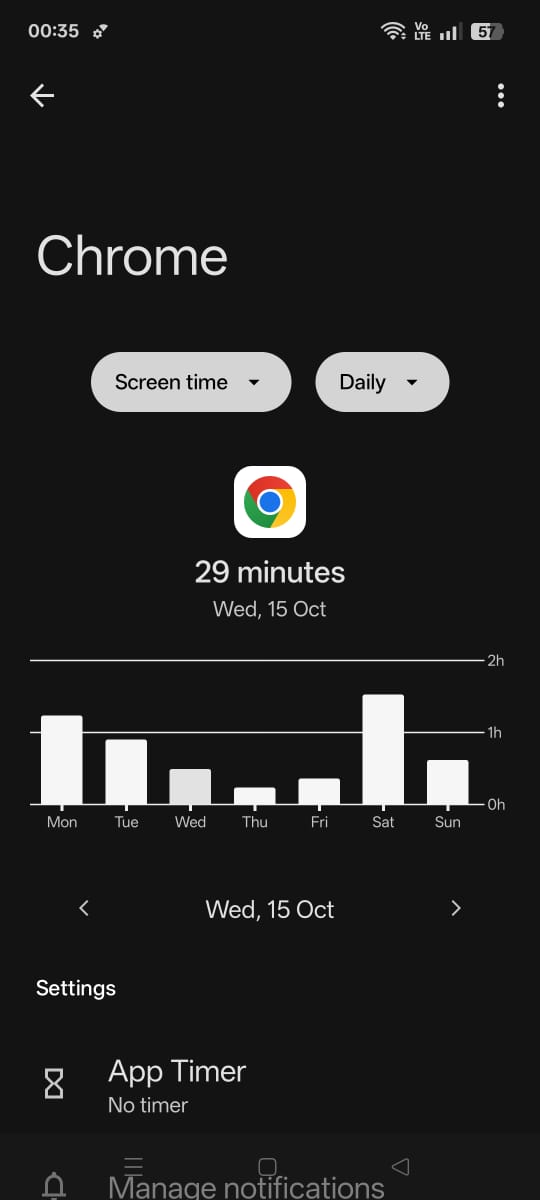 00:35 Vo LTE 57
Chrome
Screen time Daily
29 minutes
Wed, 15 Oct
2h
1h
0h
Mon Tue Wed Thu Fri Sat Sun
Wed, 15 Oct
Settings
App Timer
No timer
Manage notifications